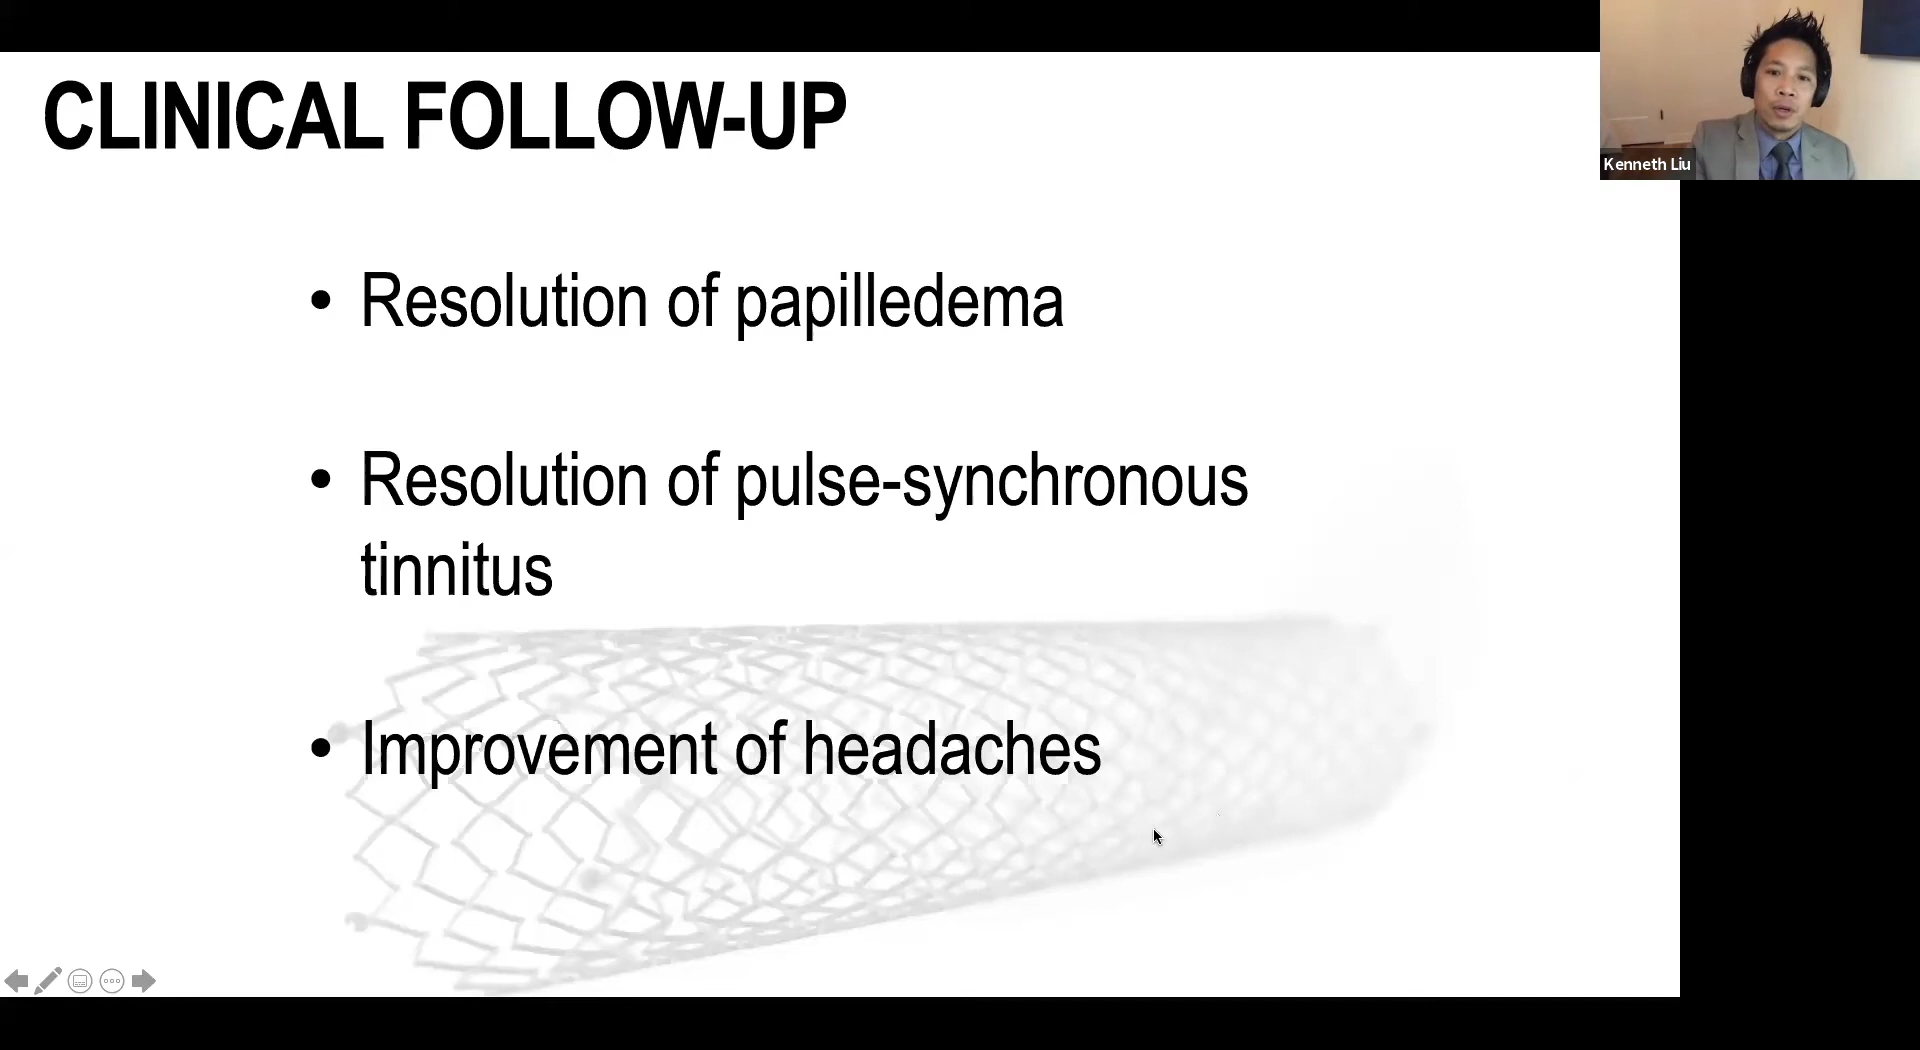 CLINICAL FOLLOW-UP
Kenneth Liu
• Resolution of papilledema
• Resolution of pulse-synchronous
tinnitus
• Improvement of headaches